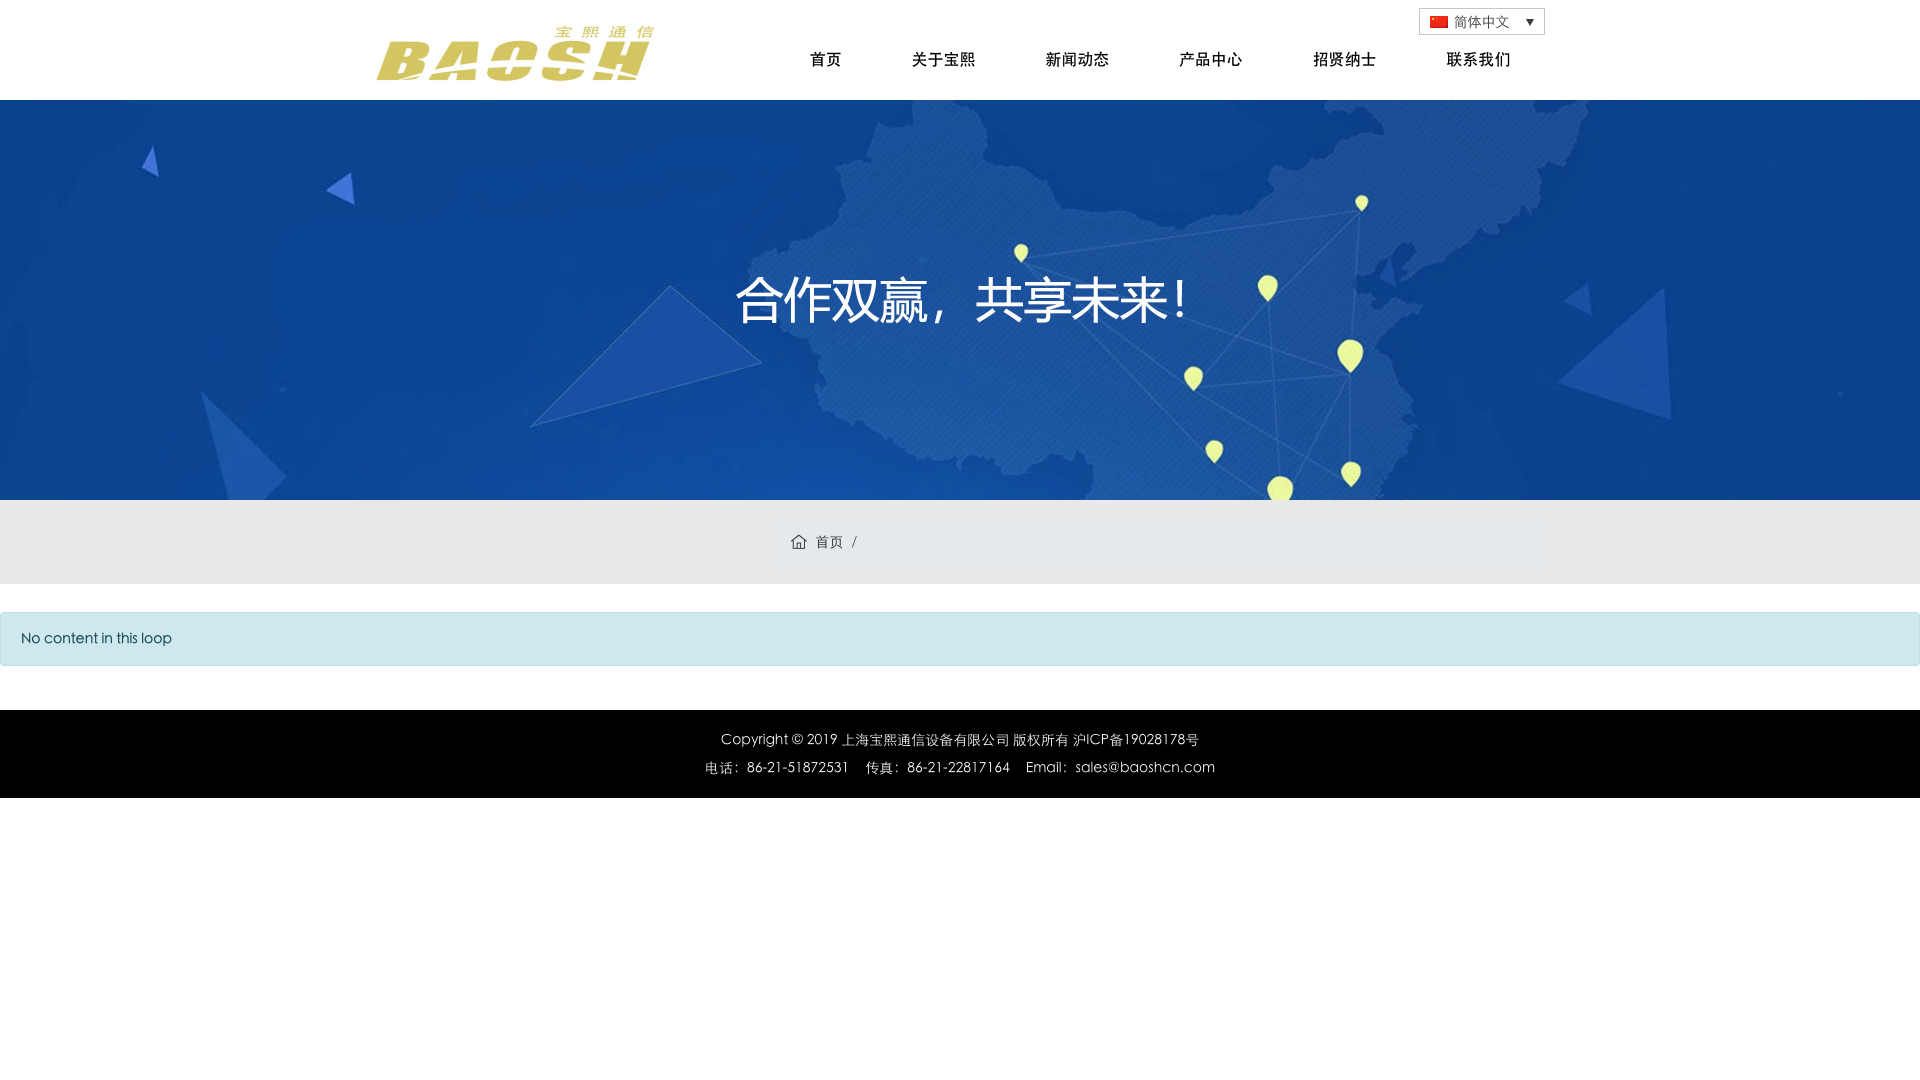 宝熙通信
BAOSH
简体中文
首页 关于宝熙 新闻动态 产品中心 招贤纳士 联系我们
合作双赢，共享未来！
首页 /
No content in this loop
Copyright © 2019 上海宝熙通信设备有限公司 版权所有 沪ICP备19028178号
电话：86-21-51872531 传真：86-21-22817164 Email：sales@baoshcn.com